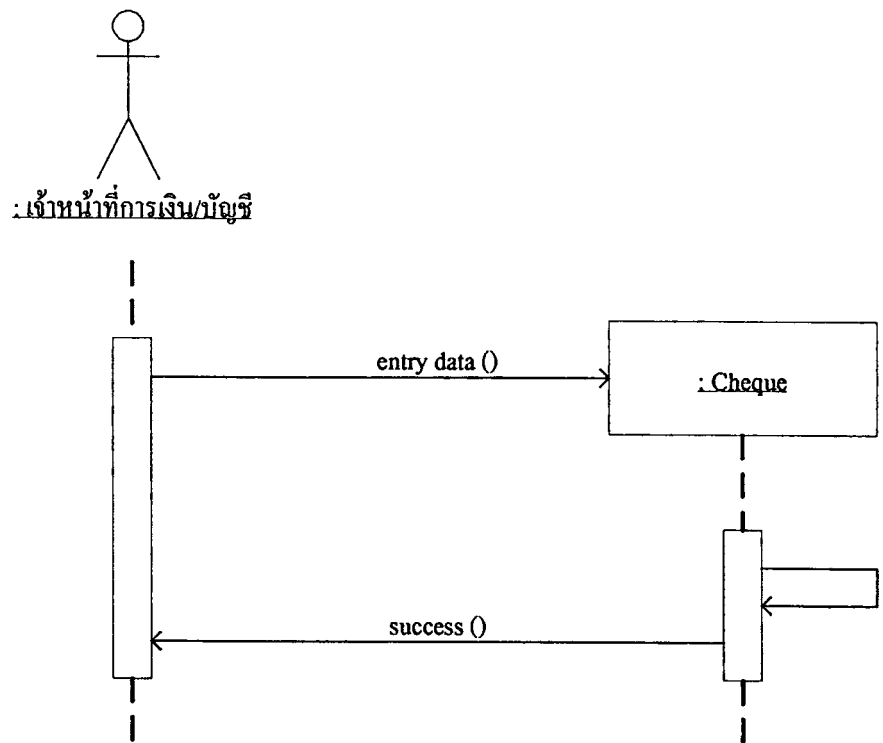 : เจ้าหน้าที่การเงิน/บัญชี
entry data ()
: Cheque
success ()